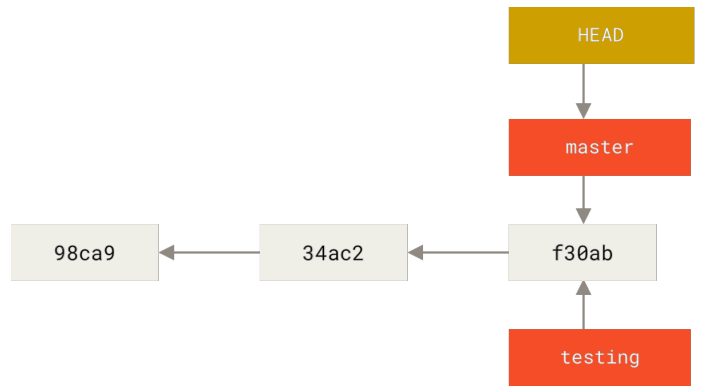 HEAD
master
98ca9
34ac2
f30ab
testing